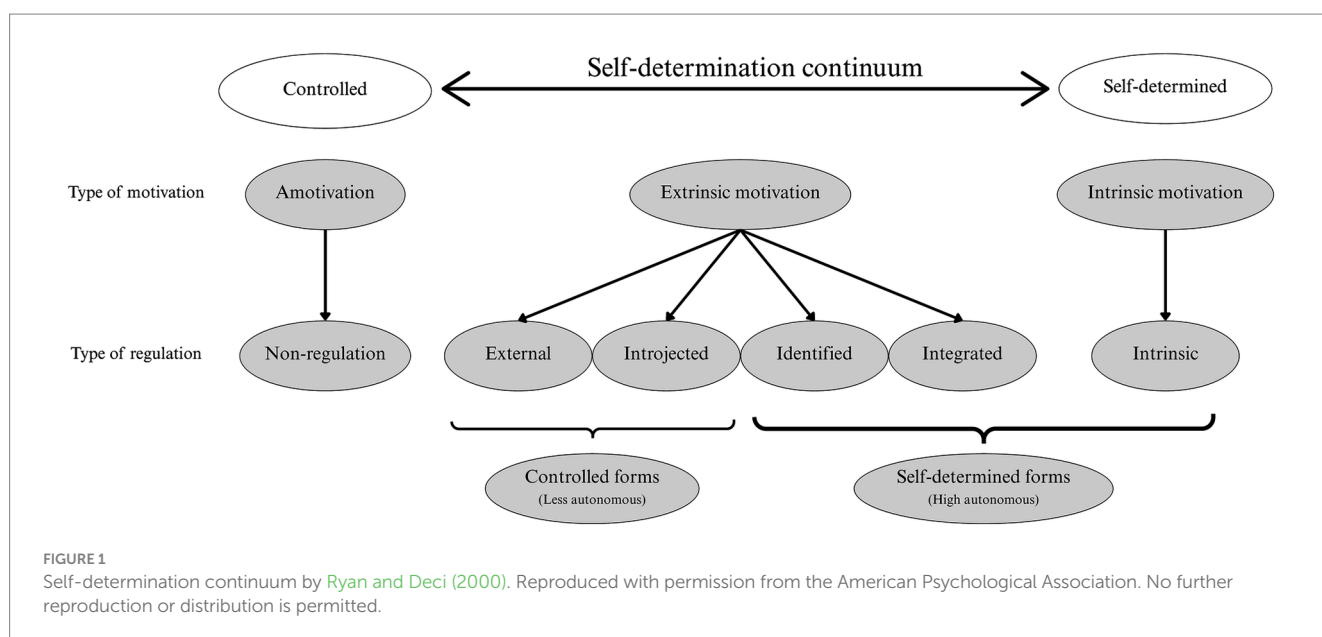 Self-determination continuum
Controlled
Self-determined
Type of motivation
Amotivation
Extrinsic motivation
Intrinsic motivation
Type of regulation
Non-regulation
External
Introjected
Identified
Integrated
Intrinsic
Controlled forms
(Less autonomous)
Self-determined forms
(High autonomous)
FIGURE 1
Self-determination continuum by Ryan and Deci (2000). Reproduced with permission from the American Psychological Association. No further
reproduction or distribution is permitted.